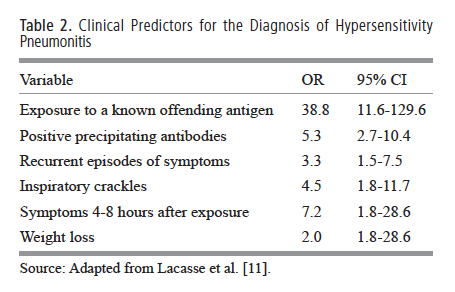 Table 2. Clinical Predictors for the Diagnosis of Hypersensitivity
Pneumonitis
Variable OR 95% CI
Exposure to a known offending antigen 38.8 11.6-129.6
Positive precipitating antibodies 5.3 2.7-10.4
Recurrent episodes of symptoms 3.3 1.5-7.5
Inspiratory crackles 4.5 1.8-11.7
Symptoms 4-8 hours after exposure 7.2 1.8-28.6
Weight loss 2.0 1.8-28.6
Source: Adapted from Lacasse et al. [11].